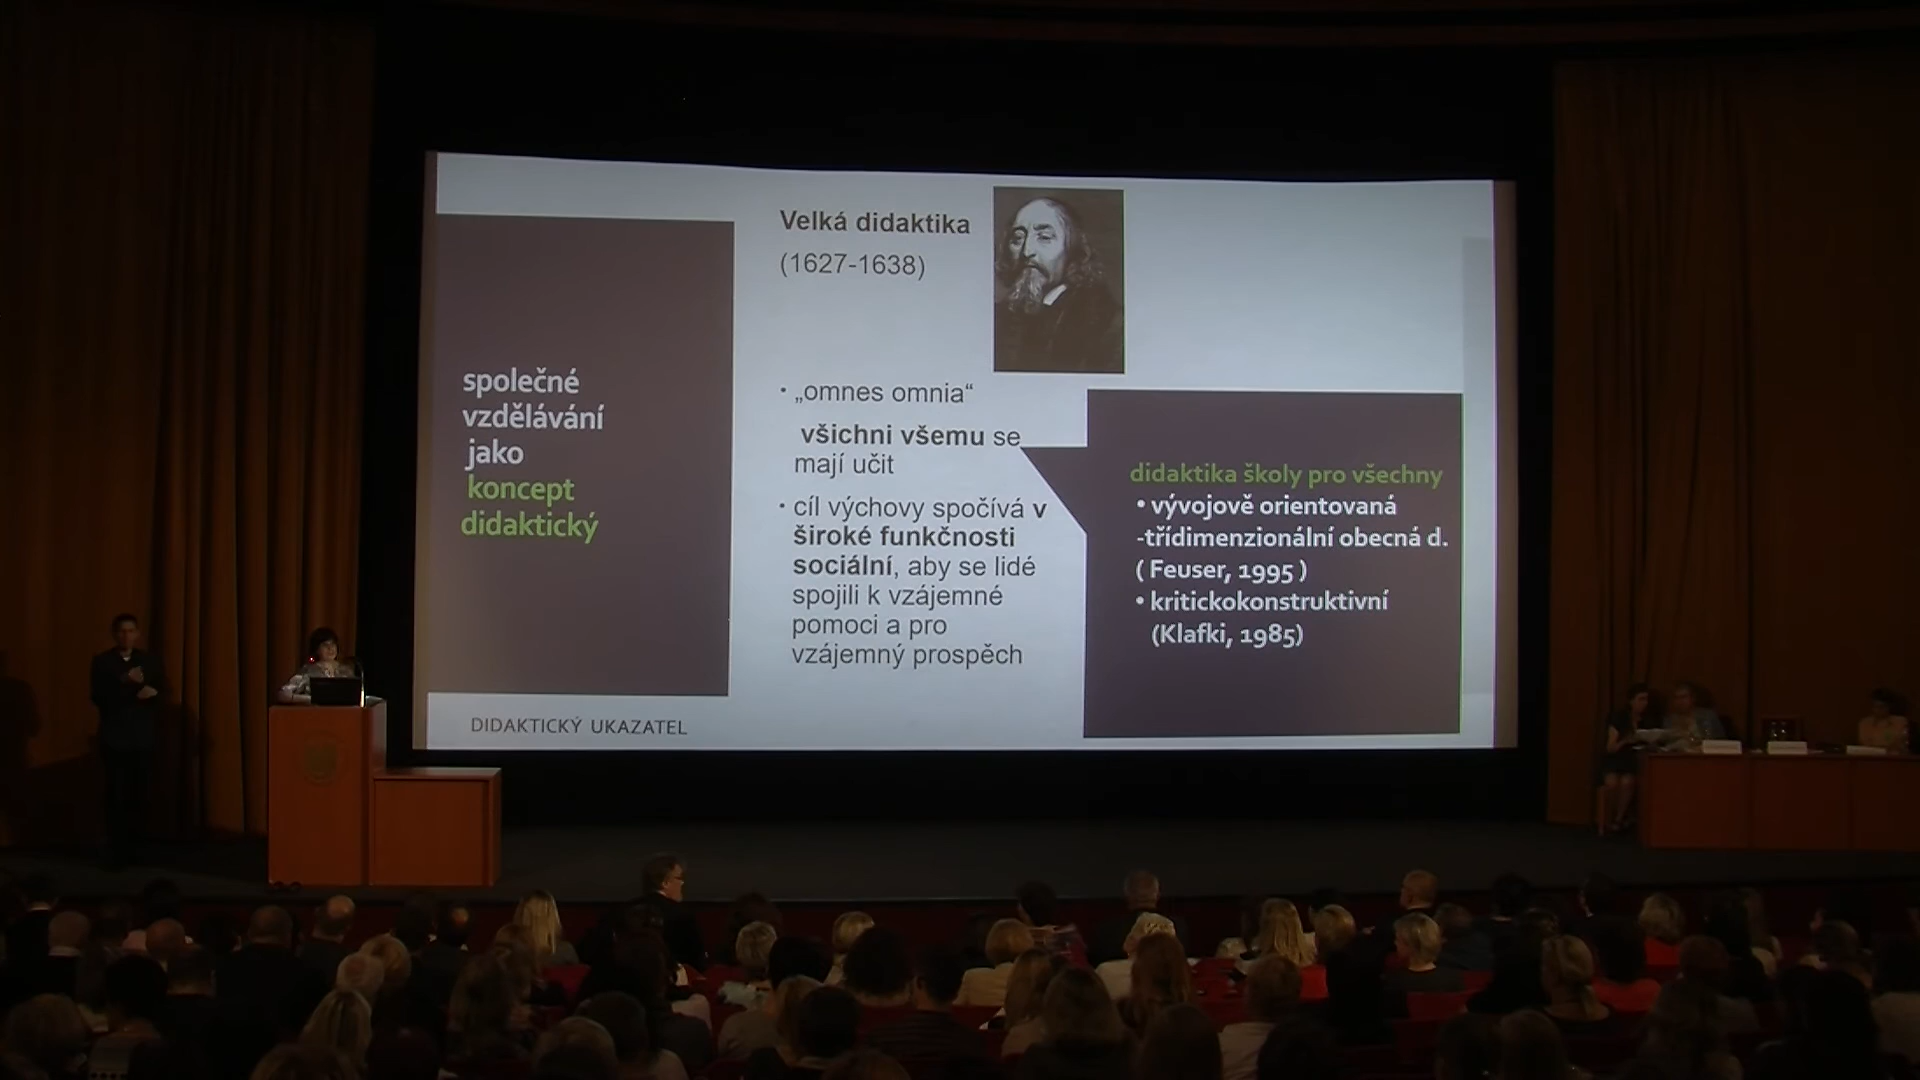 společné
vzdělávání
jako
koncept
didaktický
DIDAKTICKÝ UKAZATEL
Velká didaktika
(1627-1638)
• „omnes omnia“
všichni všemu se
mají učit
• cíl výchovy spočívá v
široké funkčnosti
sociální, aby se lidé
spojili k vzájemné
pomoci a pro
vzájemný prospěch
didaktika školy pro všechny
• vývojově orientovaná
-třídimenzionální obecná d.
( Feuser, 1995 )
• kritickokonstruktivní
(Klafki, 1985)